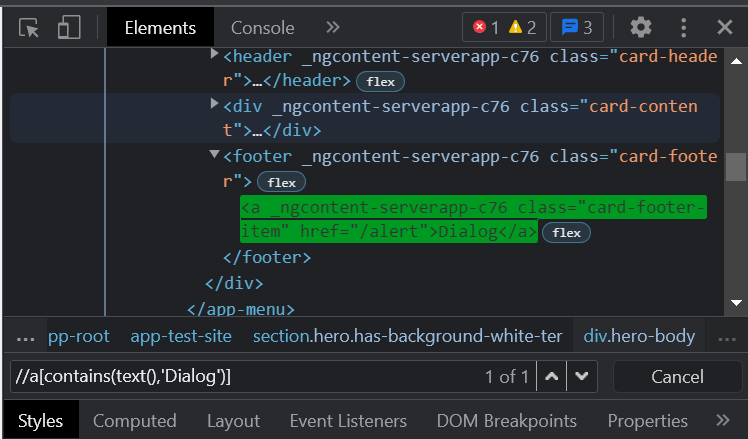 Elements Console » 1 2 3
<header _ngcontent-serverapp-c76 class="card-heade
r">…</header> flex
<div _ngcontent-serverapp-c76 class="card-conten
t">…</div>
<footer _ngcontent-serverapp-c76 class="card-foote
r"> flex
<a _ngcontent-serverapp-c76 class="card-footer-
item" href="/alert">Dialog</a> flex
</footer>
</div>
</app-menu>
… pp-root app-test-site section.hero.has-background-white-ter div.hero-body …
//a[contains(text(),'Dialog')] 1 of 1 Cancel
Styles Computed Layout Event Listeners DOM Breakpoints Properties »